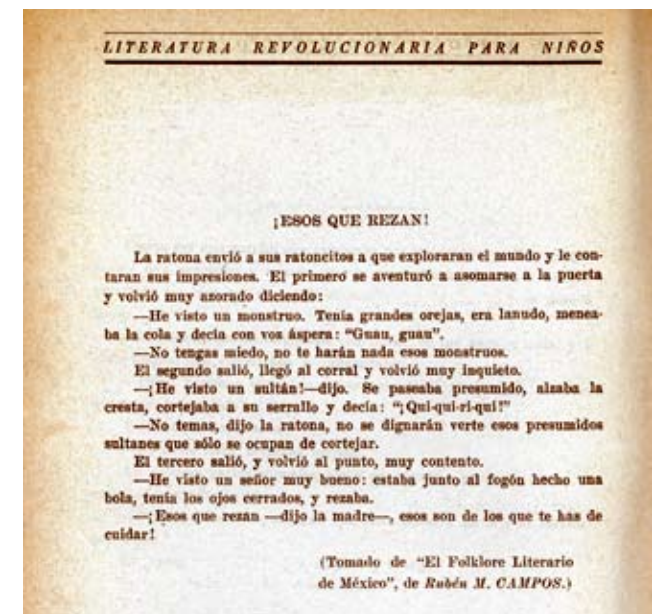 LITERATURA REVOLUCIONARIA PARA NIÑOS
¡ESOS QUE REZAN!
La ratona envió a sus ratoncitos a que exploraran el mundo y le con-
taran sus impresiones. El primero se aventuró a asomarse a la puerta
y volvió muy azorado diciendo:
—He visto un monstruo. Tenía grandes orejas, era lanudo, menea-
ba la cola y decía con voz áspera: "Guau, guau".
—No tengas miedo, no te harán nada esos monstruos.
El segundo salió, llegó al corral y volvió muy inquieto.
—¡He visto un sultán!—dijo. Se paseaba presumido, alzaba la
cresta, cortejaba a su serrallo y decía: "¡Qui-qui-ri-qui!"
—No temas, dijo la ratona, no se dignarán verte esos presumidos
sultanes que sólo se ocupan de cortejar.
El tercero salió, y volvió al punto, muy contento.
—He visto un señor muy bueno: estaba junto al fogón hecho una
bola, tenía los ojos cerrados, y rezaba.
—¡Esos que rezan —dijo la madre—, esos son de los que te has de
cuidar!
(Tomado de "El Folklore Literario
de México", de Rubén M. CAMPOS.)